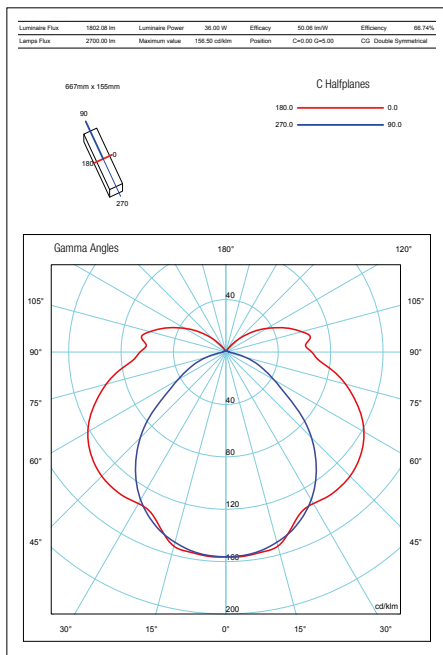 Luminaire Flux 1802.08 lm Luminaire Power 36.00 W Efficacy 50.06 lm/W Efficiency 66.74%
Lamps Flux 2700.00 lm Maximum value 156.50 cd/klm Position C=0.00 G=5.00 CG Double Symmetrical
667mm x 155mm
C Halfplanes
90
0
180
270
180.0 0.0
270.0 90.0
Gamma Angles 180° 120°
105° 40 105°
90° 90°
75° 40 75°
60° 80 60°
45° 120 45°
160
200 cd/klm
30° 15° 0° 15° 30°